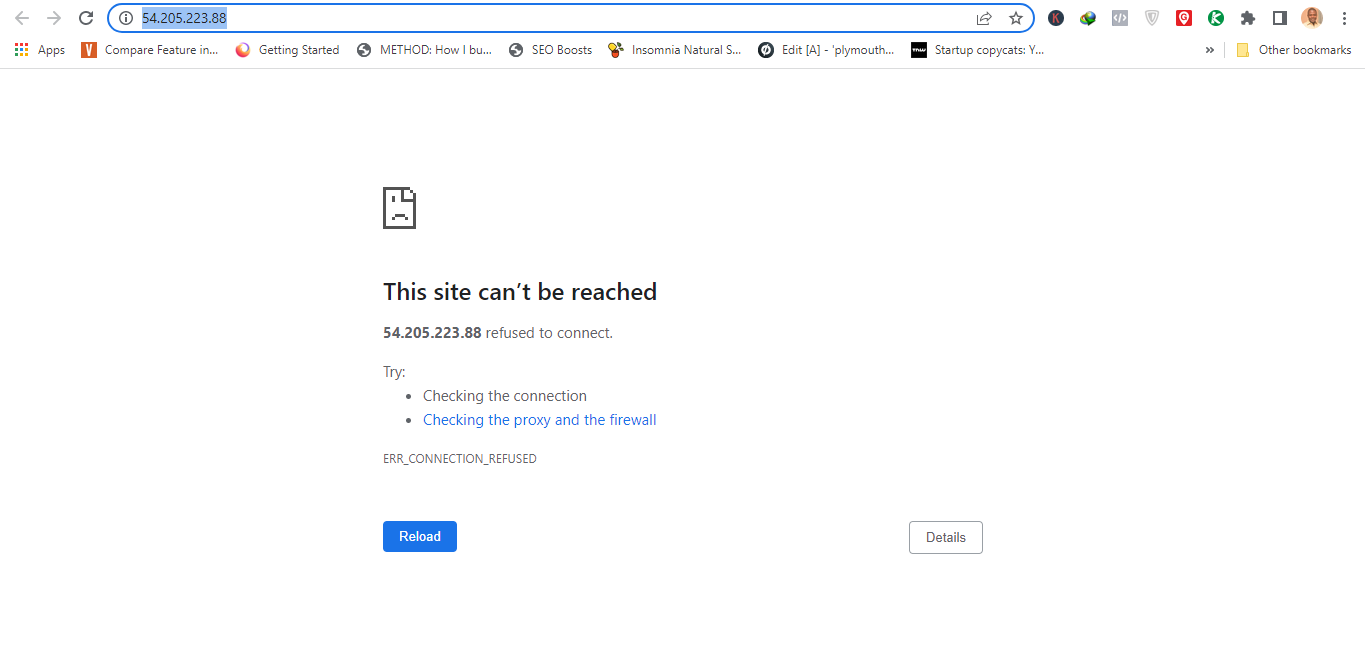 54.205.223.88
Apps
V
Compare Feature in...
Getting Started
METHOD: How I bu...
SEO Boosts
Insomnia Natural S...
Edit [A] - 'plymouth...
Startup copycats: Y...
»
Other bookmarks
This site can't be reached
54.205.223.88 refused to connect.
Try:
• Checking the connection
• Checking the proxy and the firewall
ERR_CONNECTION_REFUSED
Reload
Details